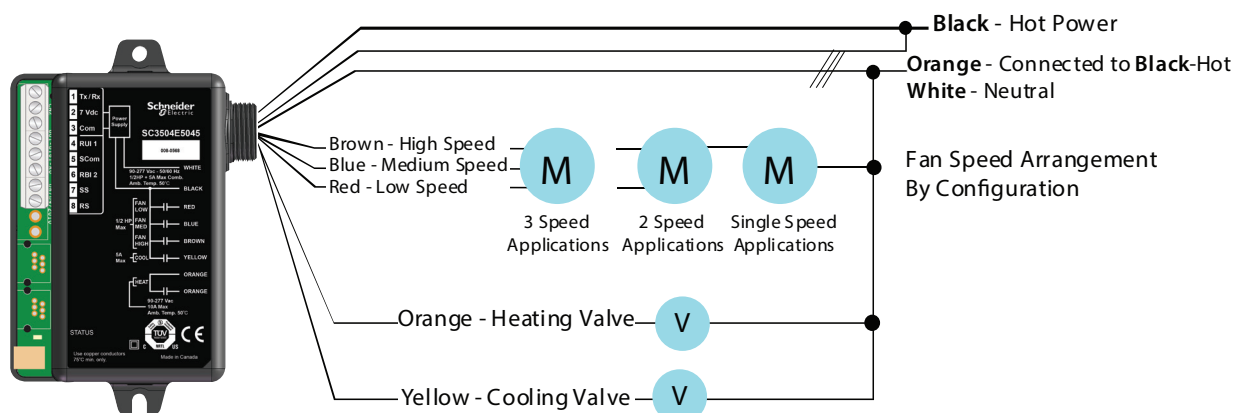 Black - Hot Power
Orange - Connected to Black-Hot
White - Neutral
Brown - High Speed
Blue - Medium Speed
Red - Low Speed
M
M
M
3 Speed
Applications
2 Speed
Applications
Single Speed
Applications
Fan Speed Arrangement
By Configuration
Orange - Heating Valve
V
Yellow - Cooling Valve
V
1 Tx / Rx
2 7 Vdc
3 Com
4 RUI 1
5 SCom
6 RBI 2
7 SS
8 RS
Power
Supply
Schneider
Electric
SC3504E5045
WHITE
90-277 Vac - 50/60 Hz
1/2HP + 5A Max Comb.
Amb. Temp. 50°C
BLACK
1/2 HP
Max
FAN
LOW
RED
FAN
MED
BLUE
FAN
HIGH
BROWN
5A
Max
COOL
YELLOW
HEAT
ORANGE
ORANGE
90-277 Vac
10A Max
Amb. Temp. 50°C
STATUS
TÜV
C
US
CE
Use copper conductors
75°C min. only.
Made in Canada